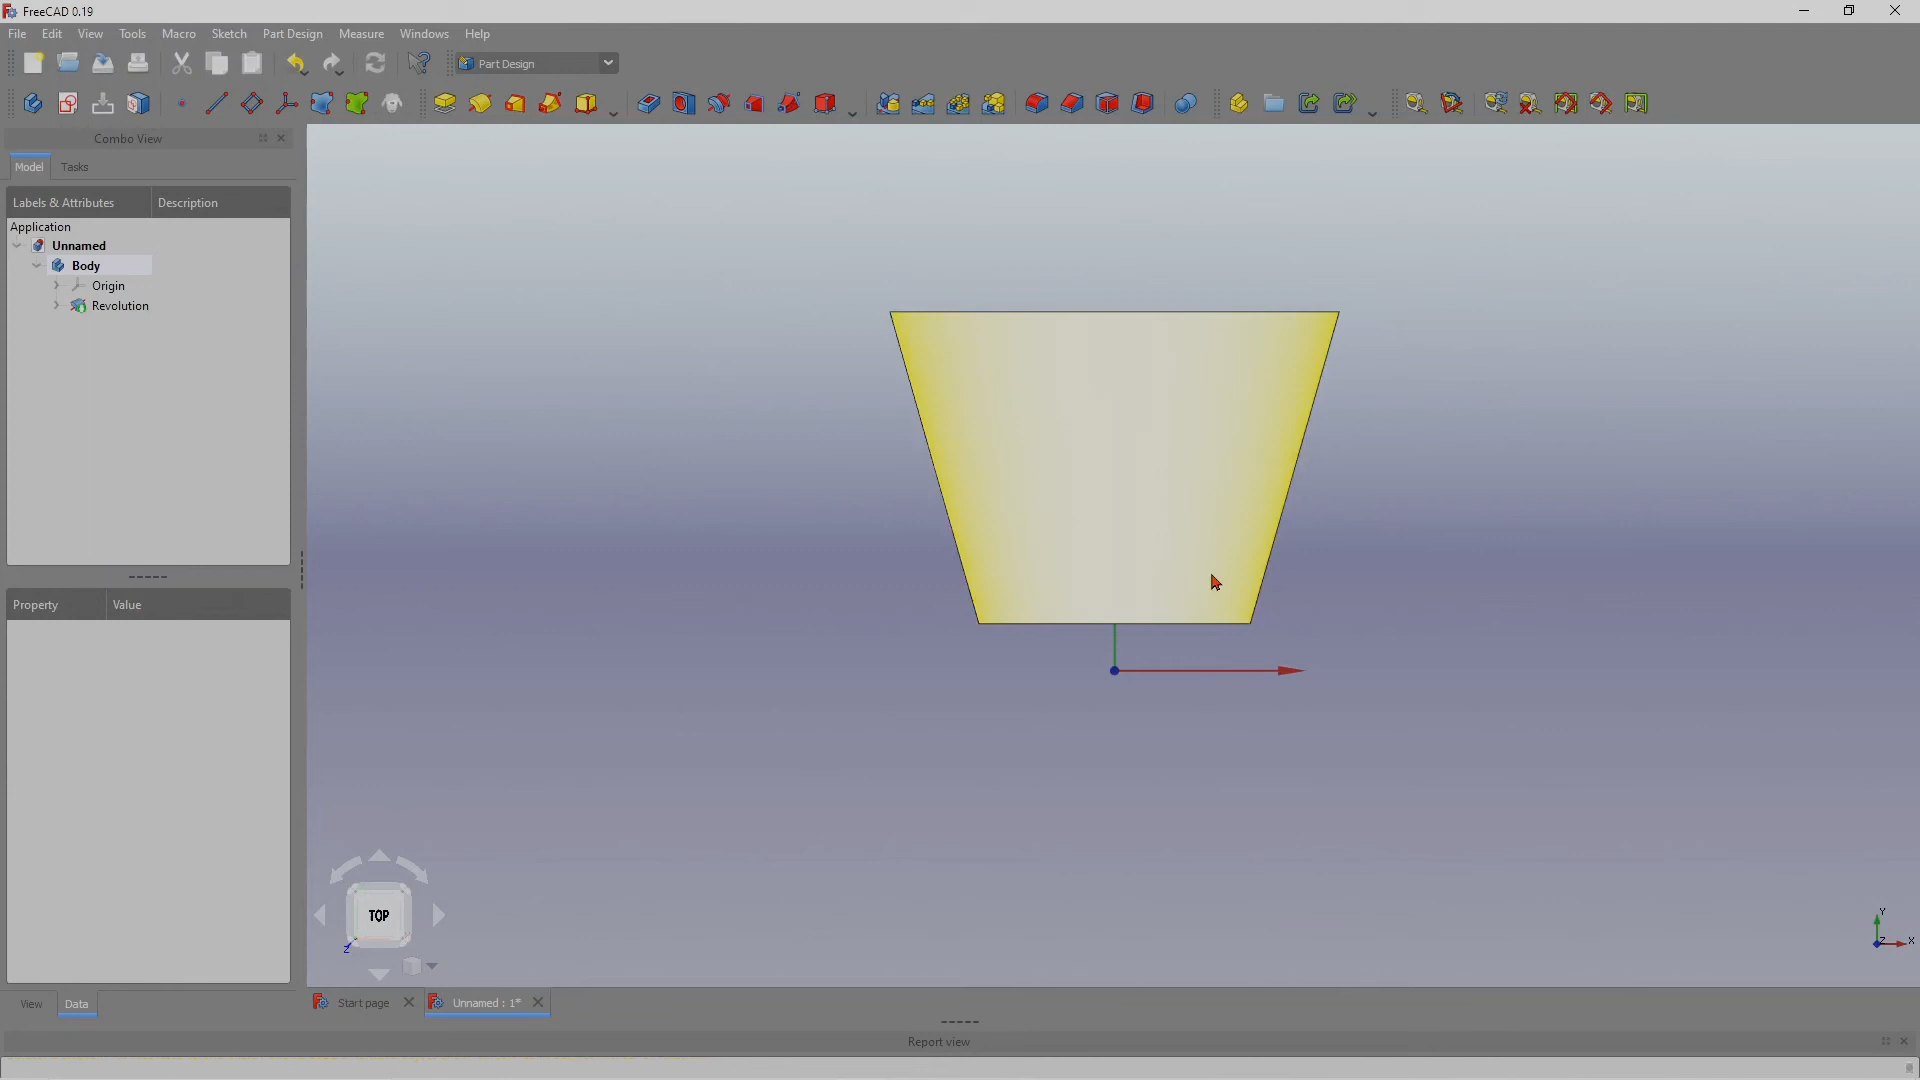 FreeCAD 0.19
File Edit View Tools Macro Sketch Part Design Measure Windows Help
Part Design
Combo View
Model Tasks
Labels & Attributes Description
Application
Unnamed
Body
Origin
Revolution
Property Value
TOP
Z
Y
Z X
View Data
Start page Unnamed : 1*
Report view